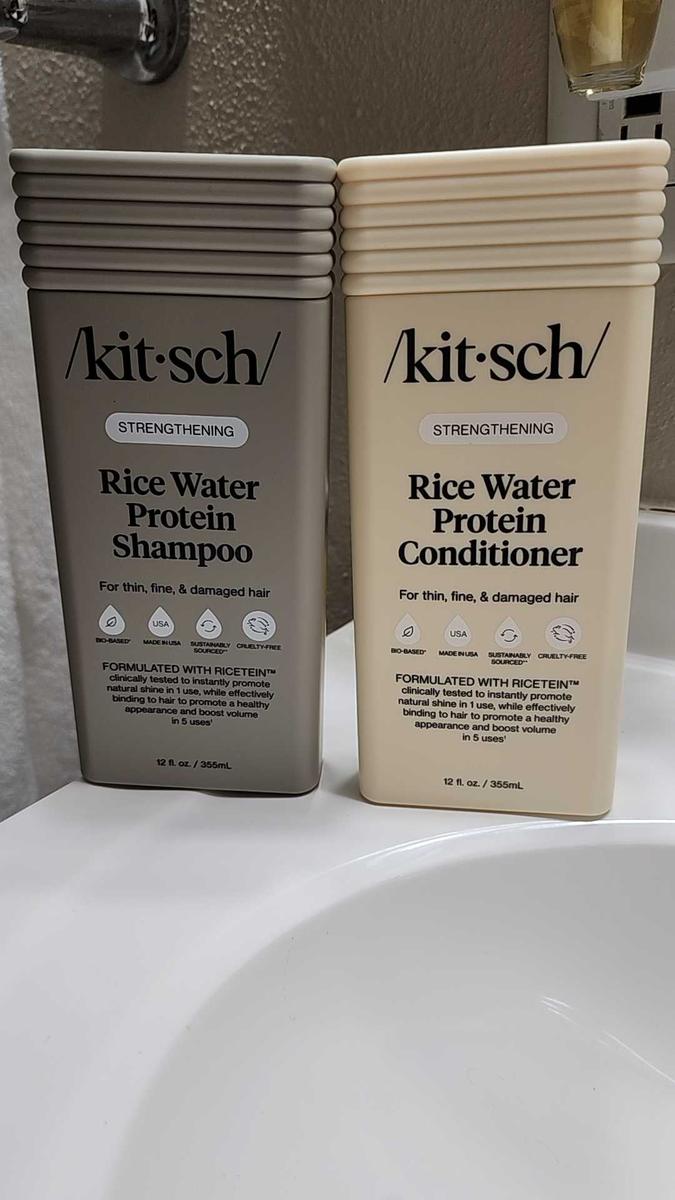 /kit·sch/
STRENGTHENING
Rice Water
Protein
Shampoo
For thin, fine, & damaged hair
BIO-BASED*
USA
MADE IN USA
SUSTAINABLY
SOURCED**
CRUELTY-FREE
FORMULATED WITH RICETEIN™
clinically tested to instantly promote
natural shine in 1 use, while effectively
binding to hair to promote a healthy
appearance and boost volume
in 5 uses¹
12 fl. oz. / 355mL
/kit·sch/
STRENGTHENING
Rice Water
Protein
Conditioner
For thin, fine, & damaged hair
BIO-BASED*
USA
MADE IN USA
SUSTAINABLY
SOURCED**
CRUELTY-FREE
FORMULATED WITH RICETEIN™
clinically tested to instantly promote
natural shine in 1 use, while effectively
binding to hair to promote a healthy
appearance and boost volume
in 5 uses¹
12 fl. oz. / 355mL